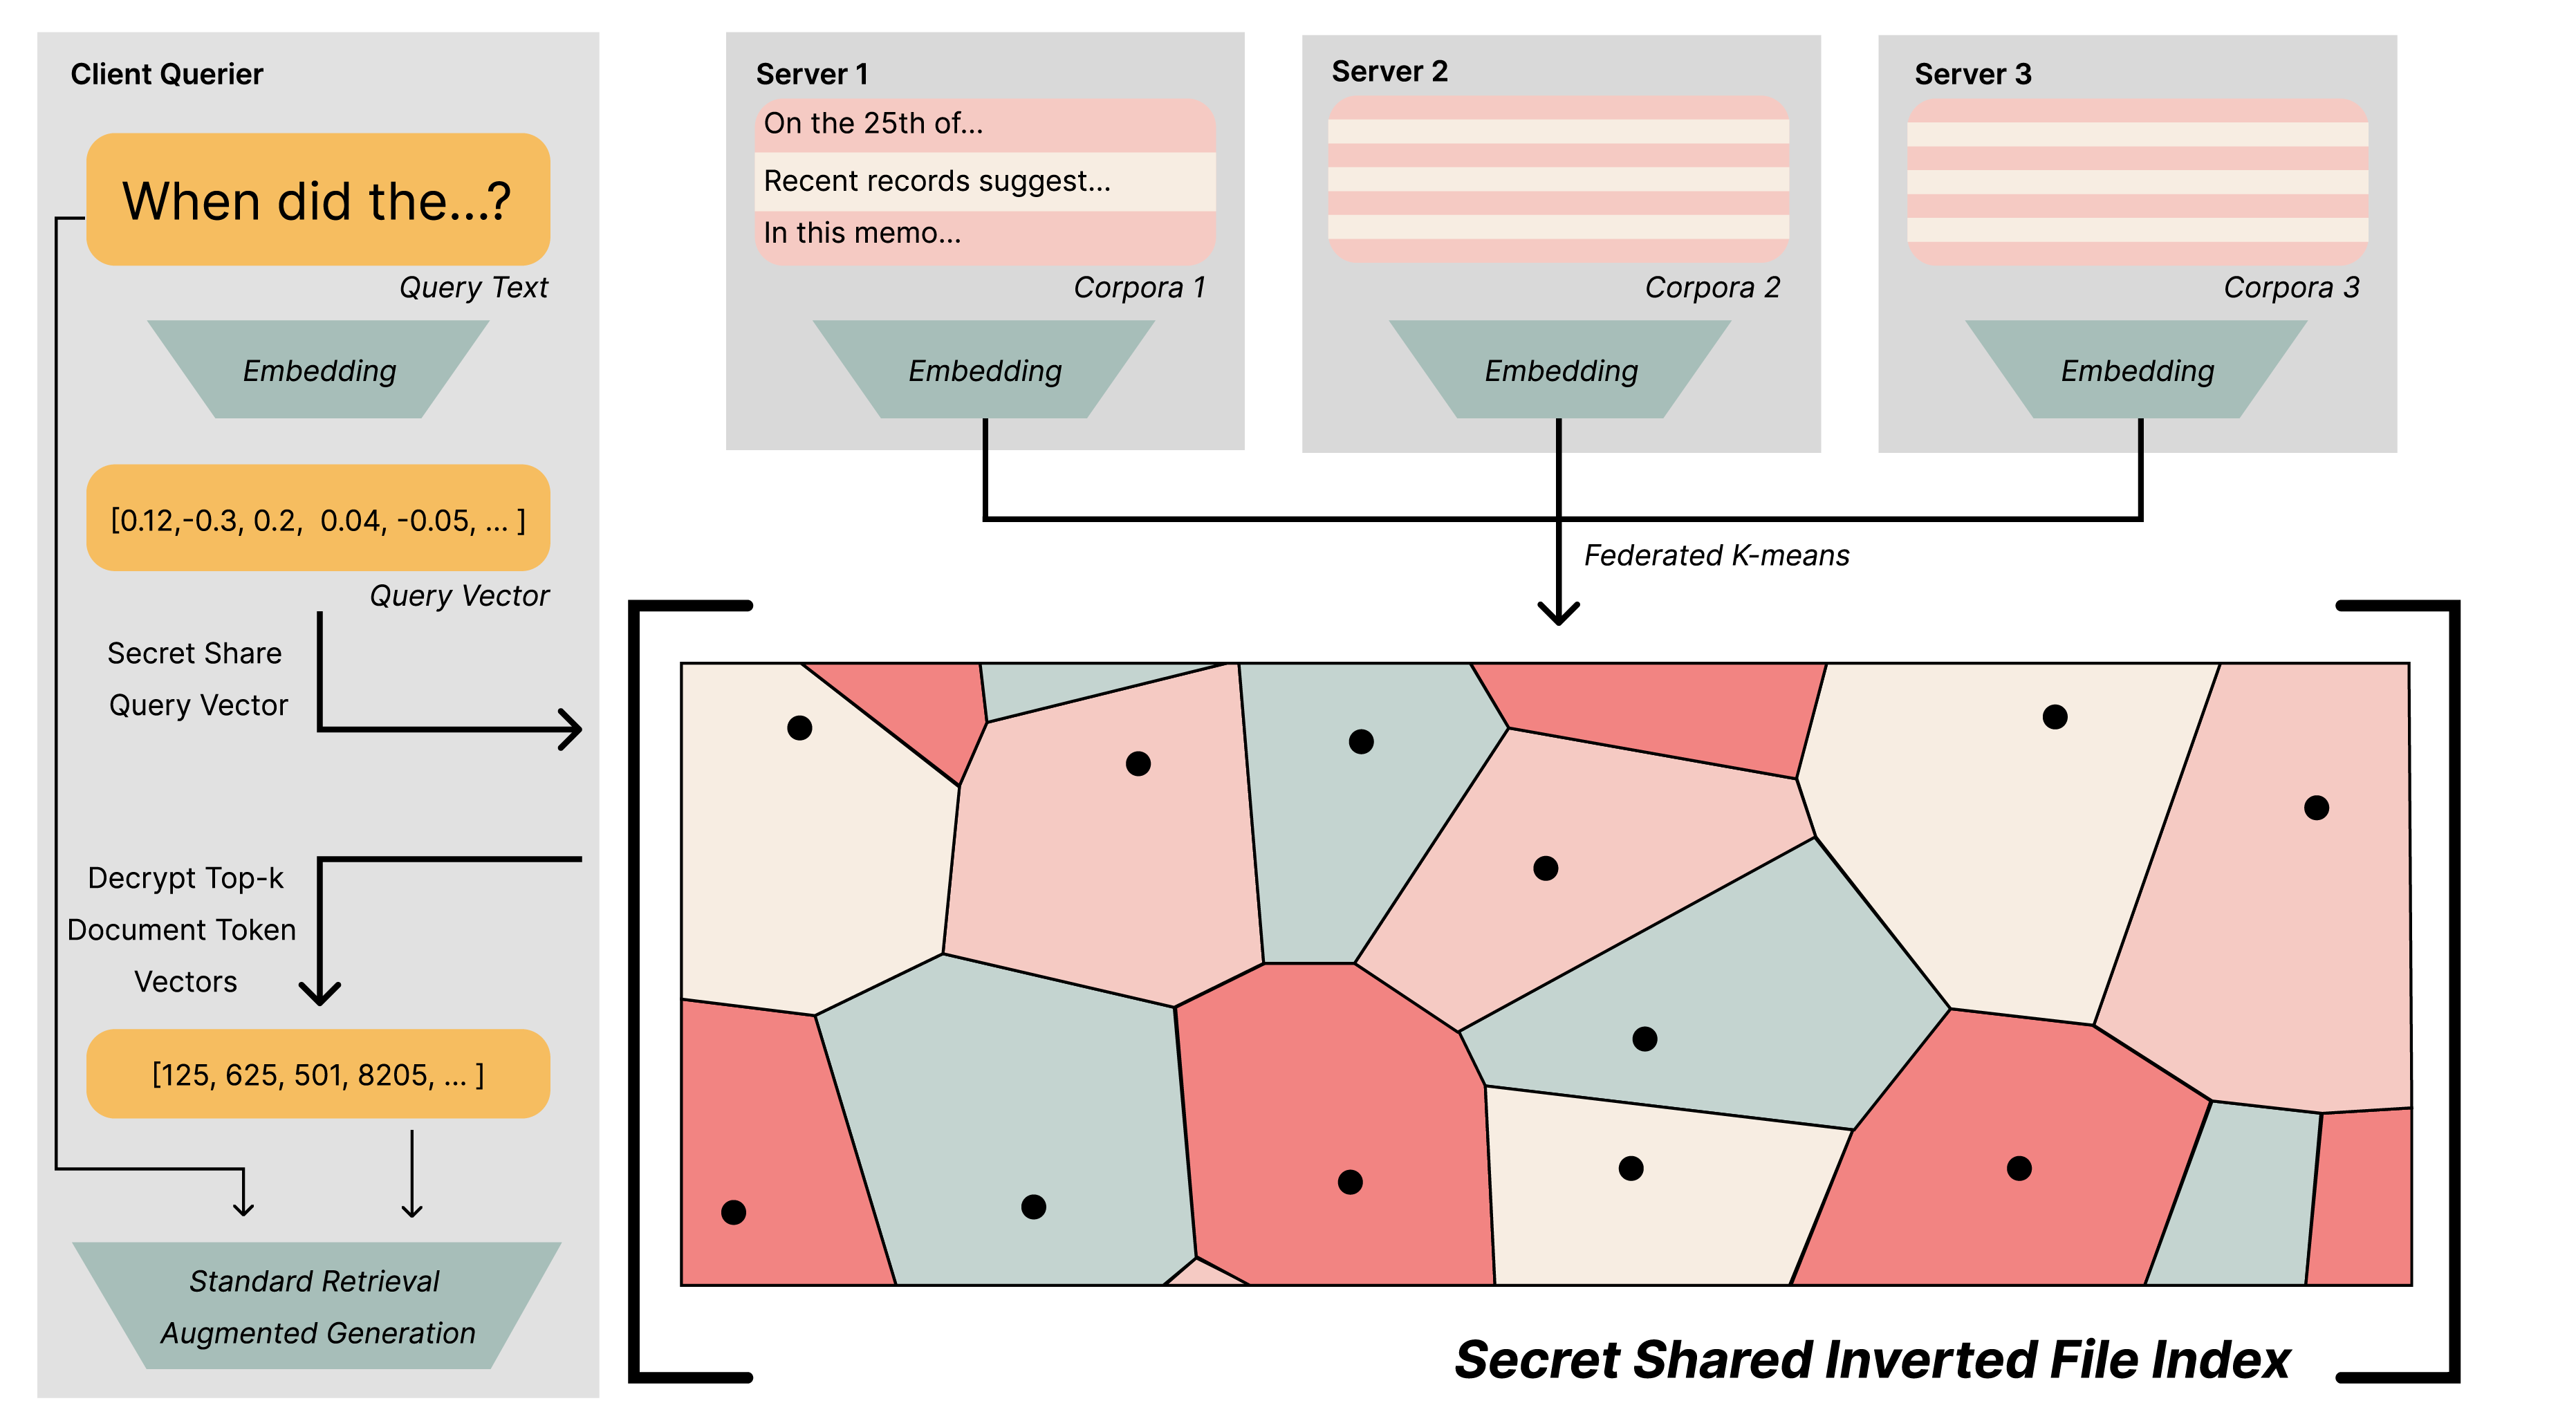 Client Querier
When did the...?
Query Text
Embedding
[0.12,-0.3, 0.2, 0.04, -0.05, ... ]
Query Vector
Secret Share
Query Vector
Decrypt Top-k
Document Token
Vectors
[125, 625, 501, 8205, ... ]
Standard Retrieval
Augmented Generation
Server 1
On the 25th of...
Recent records suggest...
In this memo...
Corpora 1
Embedding
Server 2
Corpora 2
Embedding
Server 3
Corpora 3
Embedding
Federated K-means
Secret Shared Inverted File Index